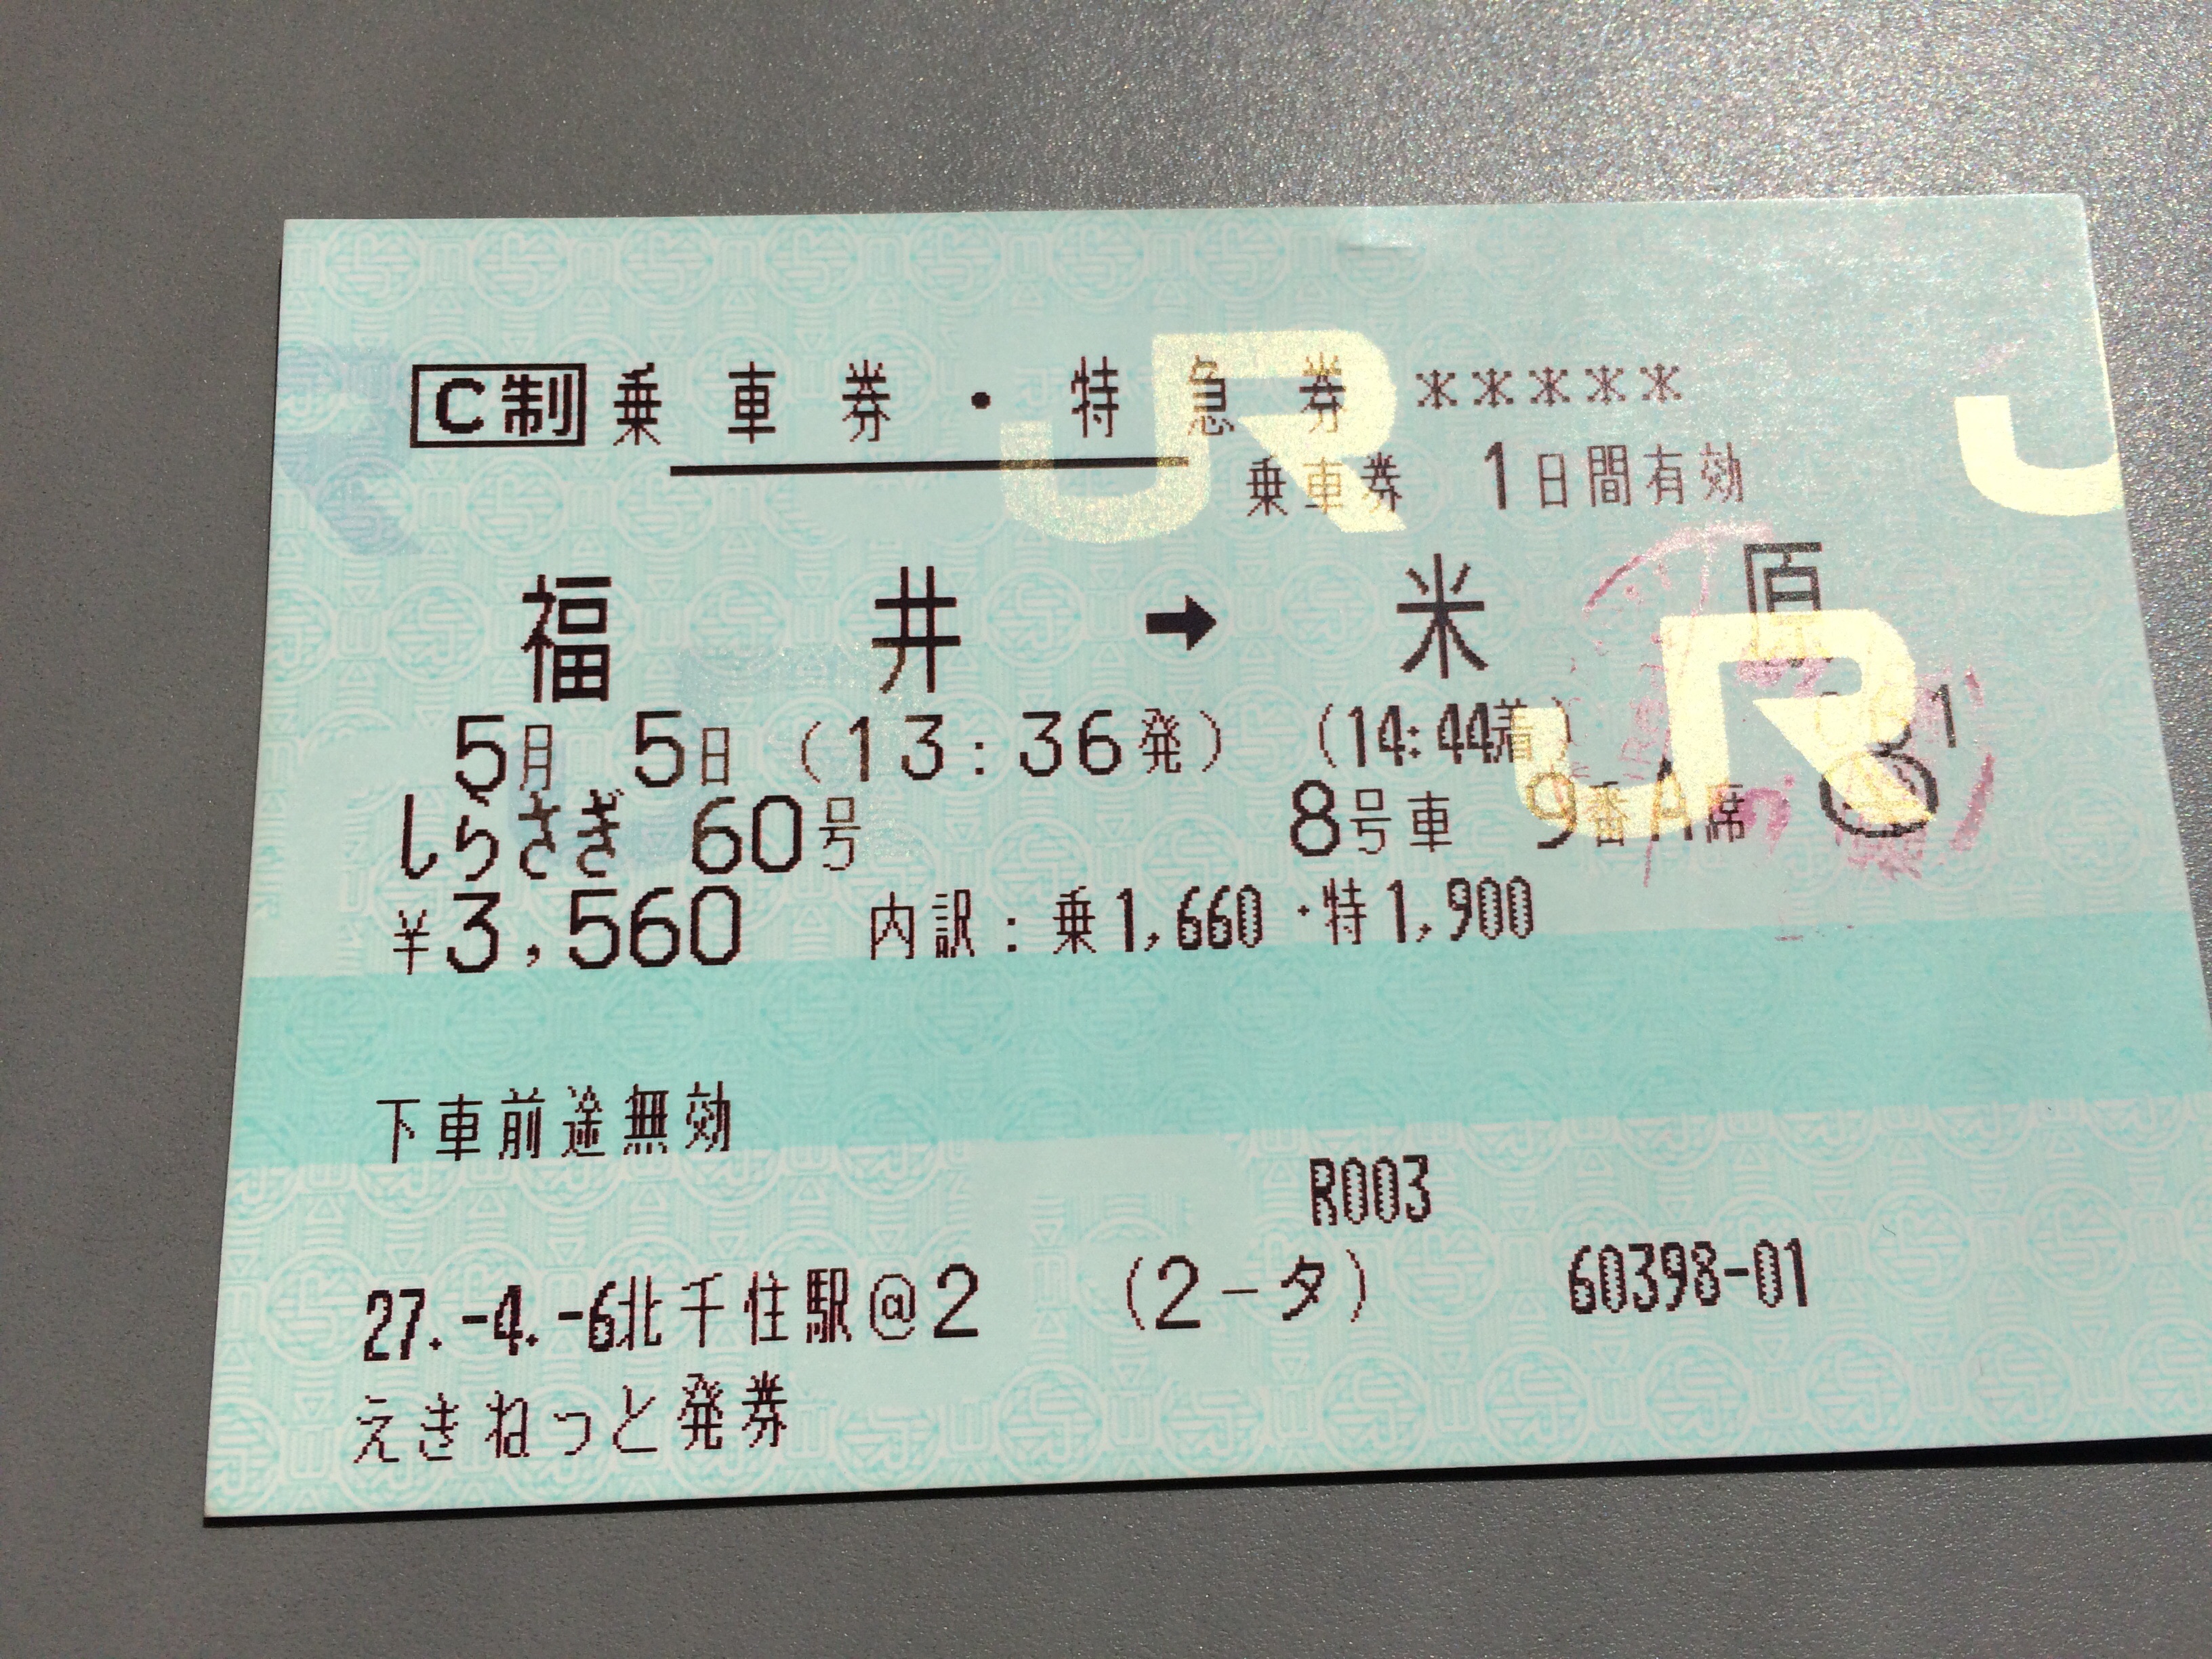 C制 乗車券・特急券 *****
乗車券 1日間有効
福井 → 米原
5月 5日 (13:36発) (14:44着)
しらさぎ 60号 8号車 9番A席
¥3,560 内訳:乗1,660・特1,900
下車前途無効
R003
27.-4.-6北千住駅@2 (2-タ) 60398-01
えきねっと発券
JR
JR